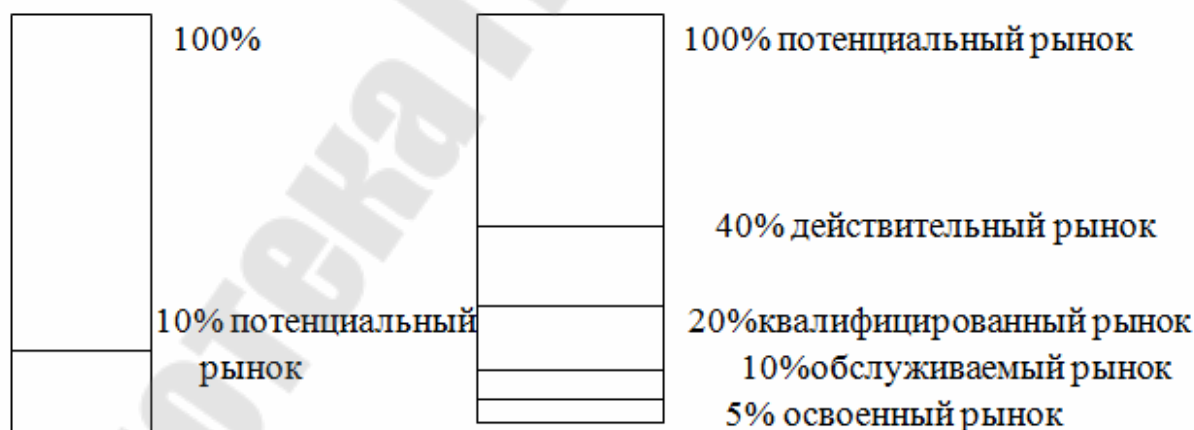 100%
100% потенциальный рынок
40% действительный рынок
10% потенциальный
рынок
20%квалифицированный рынок
10%обслуживаемый рынок
5% освоенный рынок